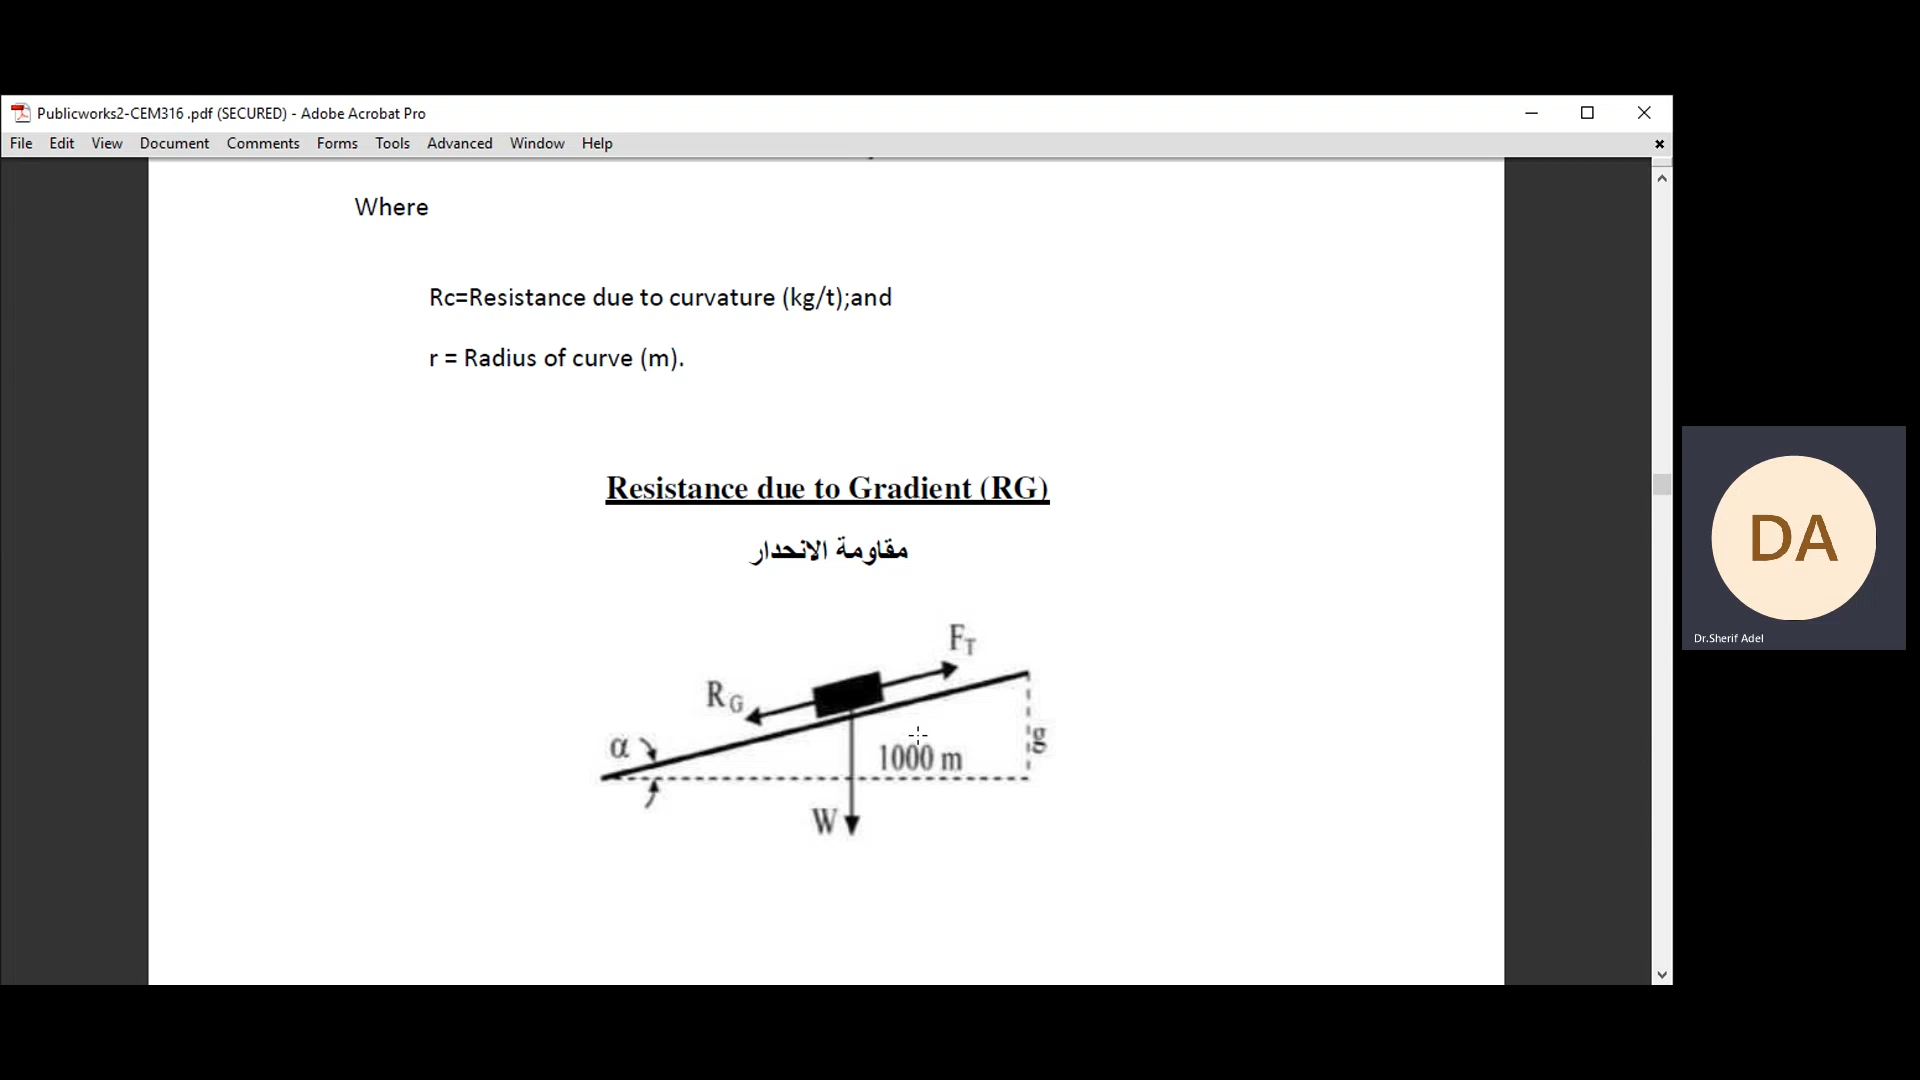 Publicworks2-CEM316 .pdf (SECURED) - Adobe Acrobat Pro
File Edit View Document Comments Forms Tools Advanced Window Help
Where
Rc=Resistance due to curvature (kg/t);and
r = Radius of curve (m).
Resistance due to Gradient (RG)
مقاومة الانحدار
FT
RG
α
1000 m
g
W
DA
Dr.Sherif Adel